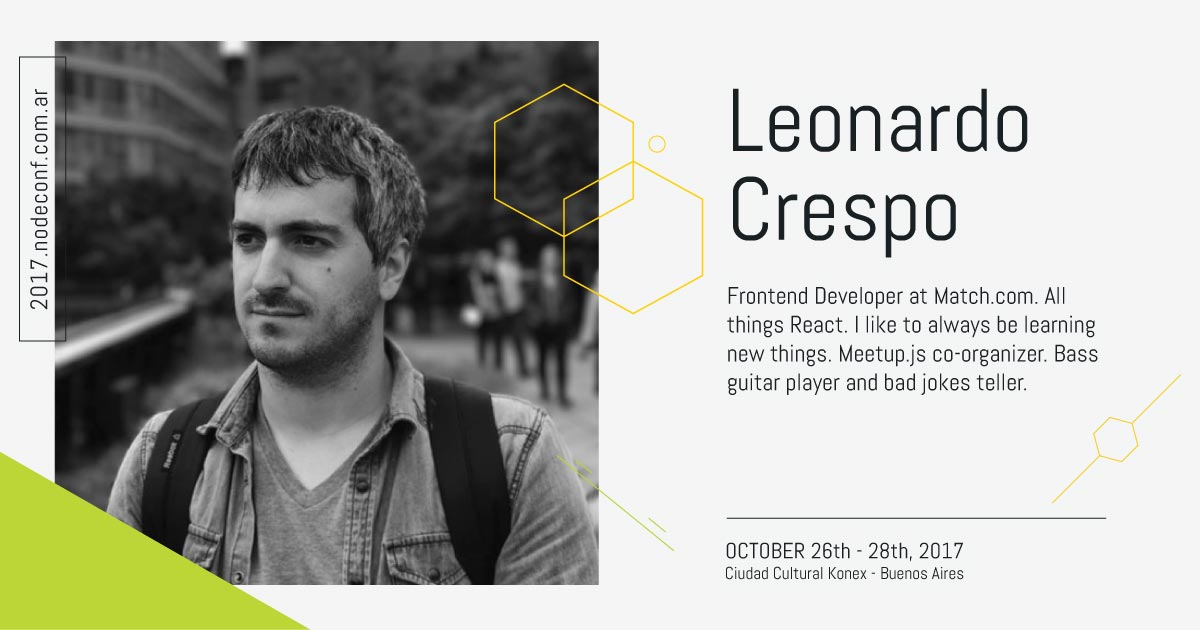 2017.nodeconf.com.ar
Leonardo
Crespo
Frontend Developer at Match.com. All
things React. I like to always be learning
new things. Meetup.js co-organizer. Bass
guitar player and bad jokes teller.
Reebok
OCTOBER 26th - 28th, 2017
Ciudad Cultural Konex - Buenos Aires